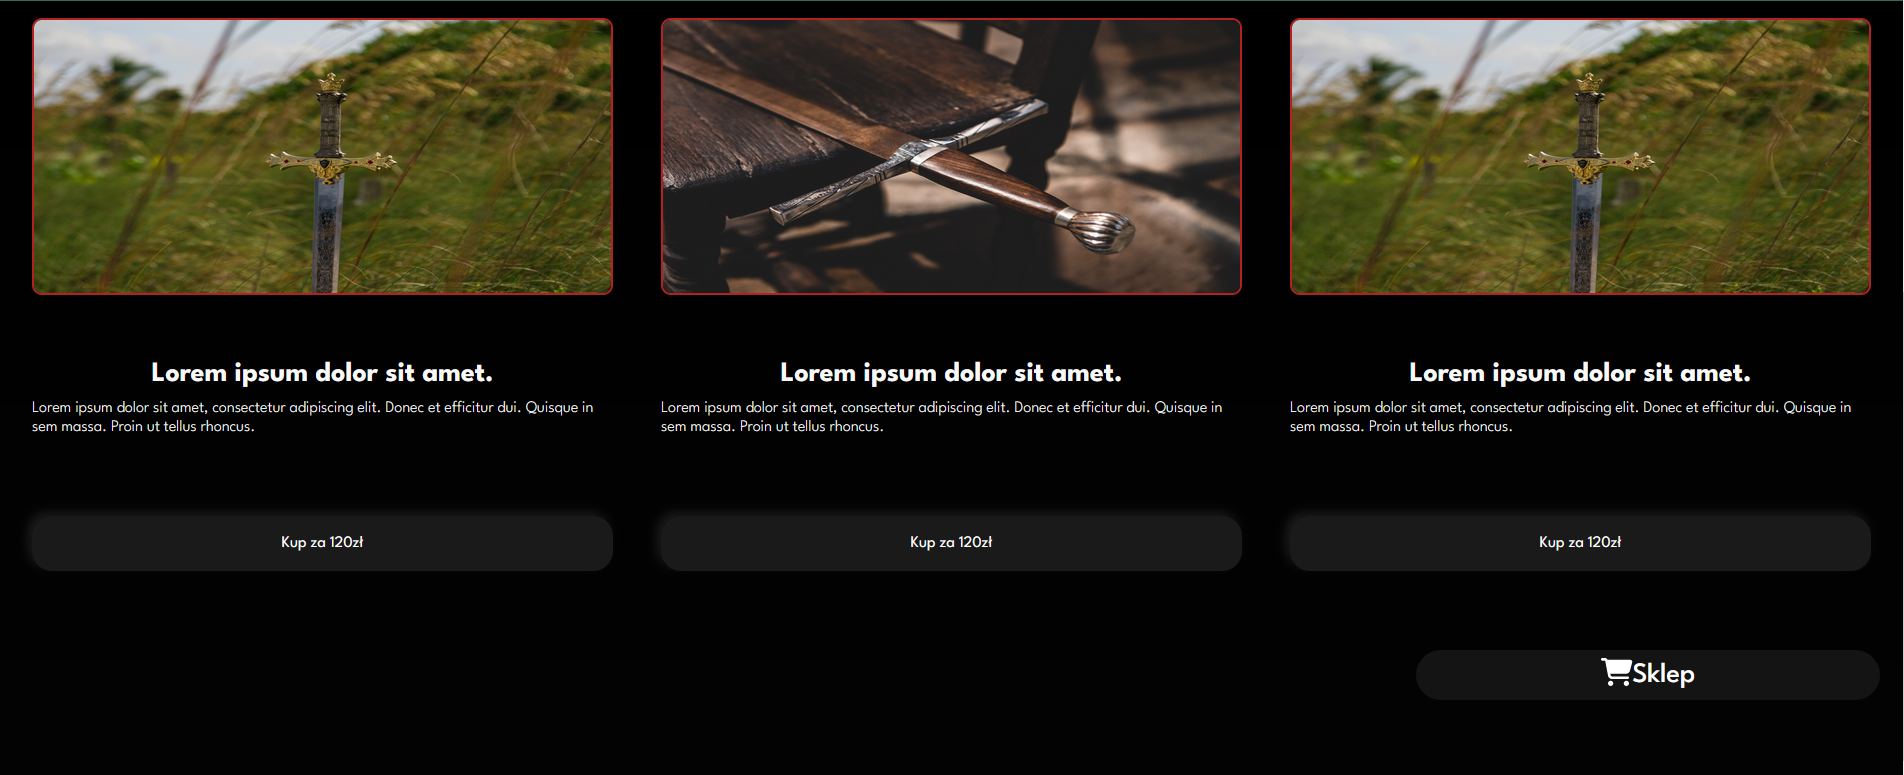 Lorem ipsum dolor sit amet.
Lorem ipsum dolor sit amet, consectetur adipiscing elit. Donec et efficitur dui. Quisque in
sem massa. Proin ut tellus rhoncus.
Kup za 120zł
Lorem ipsum dolor sit amet.
Lorem ipsum dolor sit amet, consectetur adipiscing elit. Donec et efficitur dui. Quisque in
sem massa. Proin ut tellus rhoncus.
Kup za 120zł
Lorem ipsum dolor sit amet.
Lorem ipsum dolor sit amet, consectetur adipiscing elit. Donec et efficitur dui. Quisque in
sem massa. Proin ut tellus rhoncus.
Kup za 120zł
Sklep